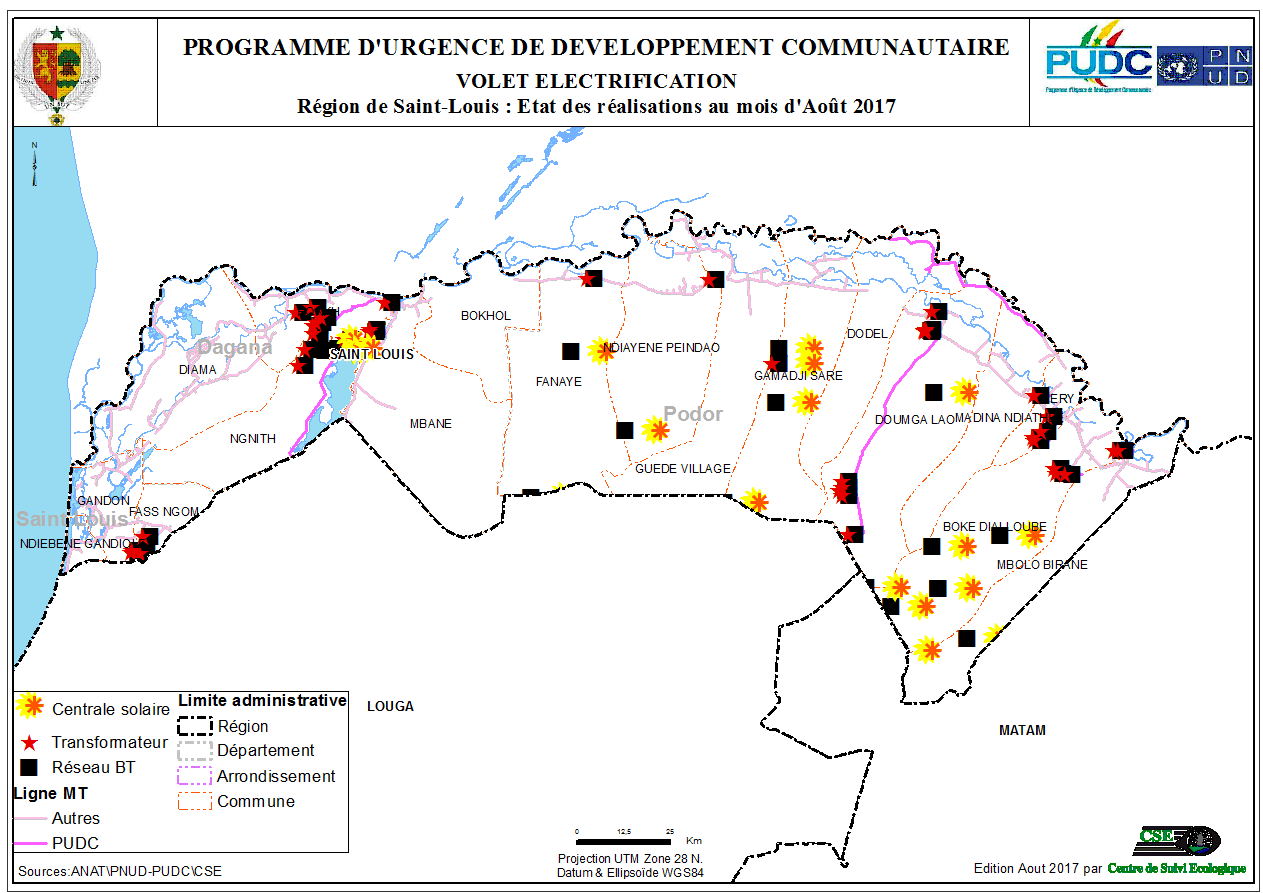 PROGRAMME D'URGENCE DE DEVELOPPEMENT COMMUNAUTAIRE
VOLET ELECTRIFICATION
Région de Saint-Louis : Etat des réalisations au mois d'Août 2017
PUDC
Programme d'Urgence de Développement Communautaire
P N
U D
N
BOKHOL
NDIAYENE PEINDAO
DODEL
Dagana
SAINT LOUIS
DIAMA
FANAYE
GAMADJI SARE
ERY
Podor
MBANE
DOUMGA LAO
MADINA NDIATH
NGNITH
GUEDE VILLAGE
GANDON
FASS NGOM
Saint Louis
NDIEBENE GANDIOL
BOKE DIALLOUBE
MBOLO BIRANE
LOUGA
MATAM
Centrale solaire
Transformateur
Réseau BT
Ligne MT
Autres
PUDC
Limite administrative
Région
Département
Arrondissement
Commune
0 12,5 25
Km
Projection UTM Zone 28 N.
Datum & Ellipsoïde WGS84
Sources:ANAT\PNUD-PUDC\CSE
CSE
Edition Aout 2017 par Centre de Suivi Ecologique